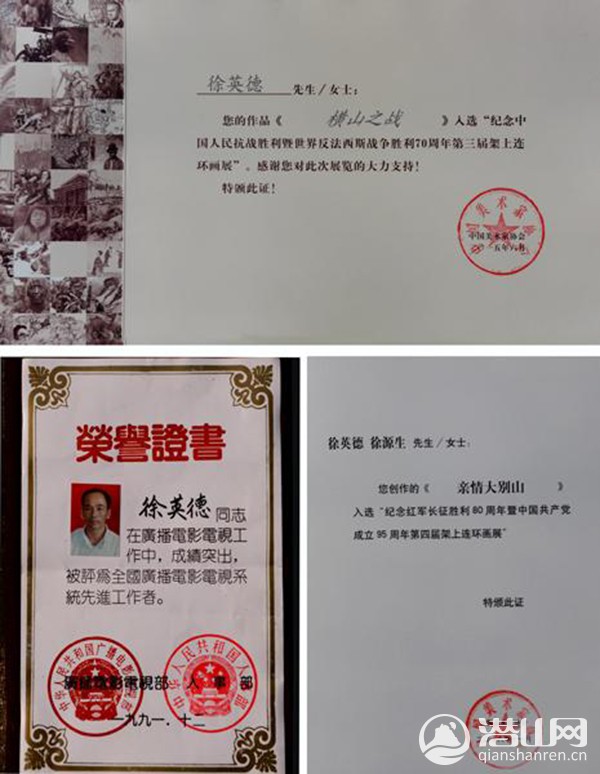 徐英德 先生/女士:
您的作品《 横山之战 》入选“纪念中
国人民抗战胜利暨世界反法西斯战争胜利70周年第三届架上连
环画展”。感谢您对此次展览的大力支持!
特颁此证!
中国美术家协会
一五年六月
榮譽證書
徐英德 同志
在廣播電影電視工
作中,成績突出,
被評爲全國廣播電影電視系
統先進工作者。
廣播電影電視部 人事部
一九九一.十二
徐英德 徐源生 先生/女士:
您创作的《 亲情大别山 》
入选“纪念红军长征胜利80周年暨中国共产党
成立95周年第四届架上连环画展”
特颁此证
潜山网
qianshanren.com